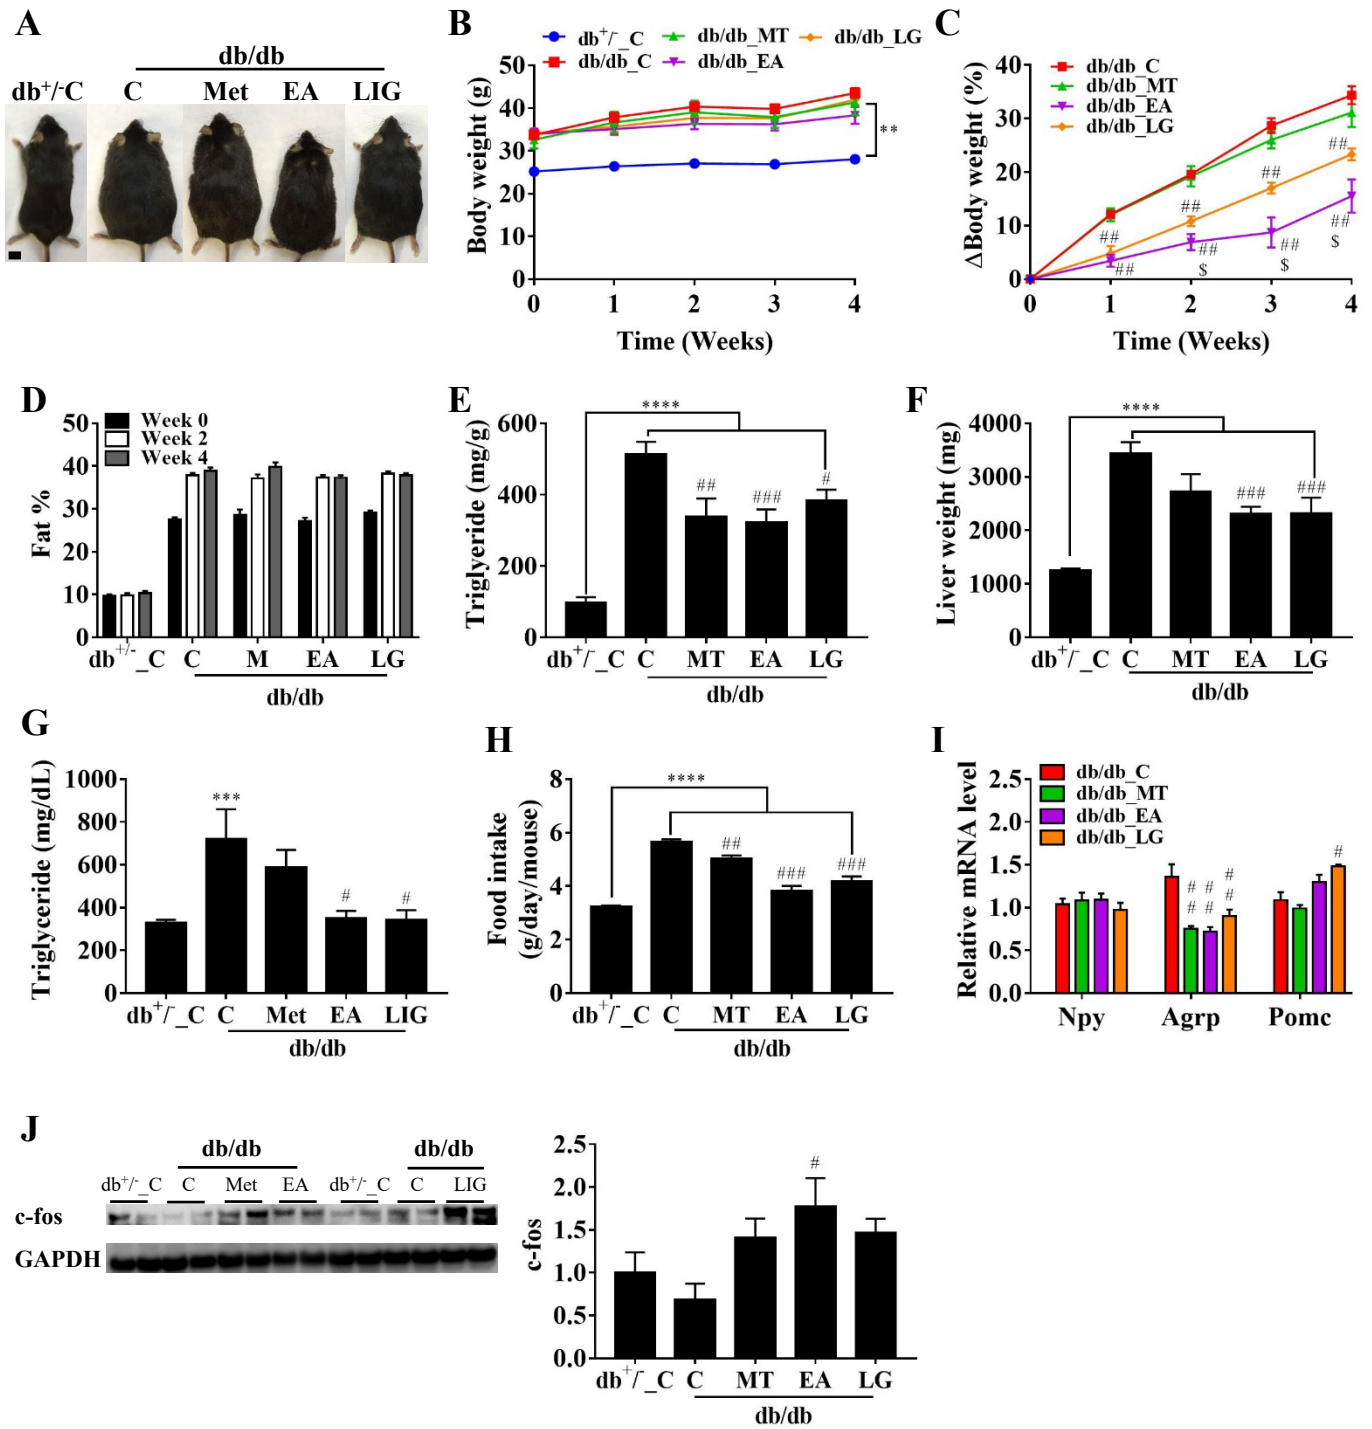 A
db/db
db+/-C C Met EA LIG
B
db+/-_C db/db_MT db/db_LG
db/db_C db/db_EA
Body weight (g)
50
40
30
20
10
0
**
0 1 2 3 4
Time (Weeks)
C
db/db_C
db/db_MT
db/db_EA
db/db_LG
ΔBody weight (%)
40
30
20
10
0
## ## ## ##
## ## ## ##
$ $ $
0 1 2 3 4
Time (Weeks)
D
Week 0
Week 2
Week 4
Fat %
50
40
30
20
10
0
db+/-_C C M EA LG
db/db
E
Triglyeride (mg/g)
600
400
200
0
****
## ### #
db+/-_C C MT EA LG
db/db
F
Liver weight (mg)
4000
3000
2000
1000
0
****
### ###
db+/-_C C MT EA LG
db/db
G
Triglyceride (mg/dL)
1000
800
600
400
200
0
***
# #
db+/-_C C Met EA LIG
db/db
H
Food intake
(g/day/mouse)
8
6
4
2
0
****
## ### ###
db+/-_C C MT EA LG
db/db
I
db/db_C
db/db_MT
db/db_EA
db/db_LG
Relative mRNA level
2.5
2.0
1.5
1.0
0.5
0.0
# # # #
# # #
Npy Agrp Pomc
J
db/db db/db
db+/-_C C Met EA db+/-_C C LIG
c-fos
GAPDH
c-fos
2.5
2.0
1.5
1.0
0.5
0.0
#
db+/-_C C MT EA LG
db/db